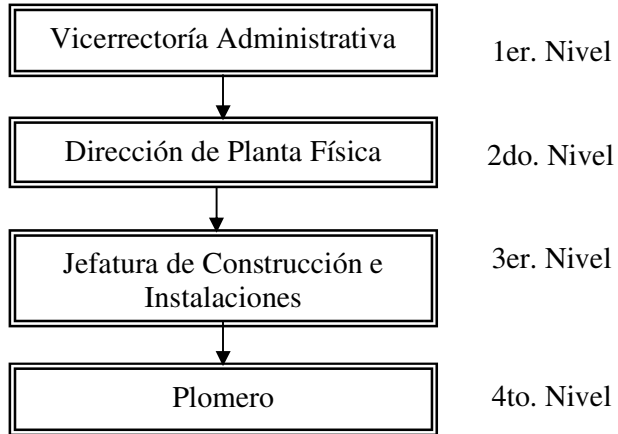 Vicerrectoría Administrativa
1er. Nivel
Dirección de Planta Física
2do. Nivel
Jefatura de Construcción e
Instalaciones
3er. Nivel
Plomero
4to. Nivel